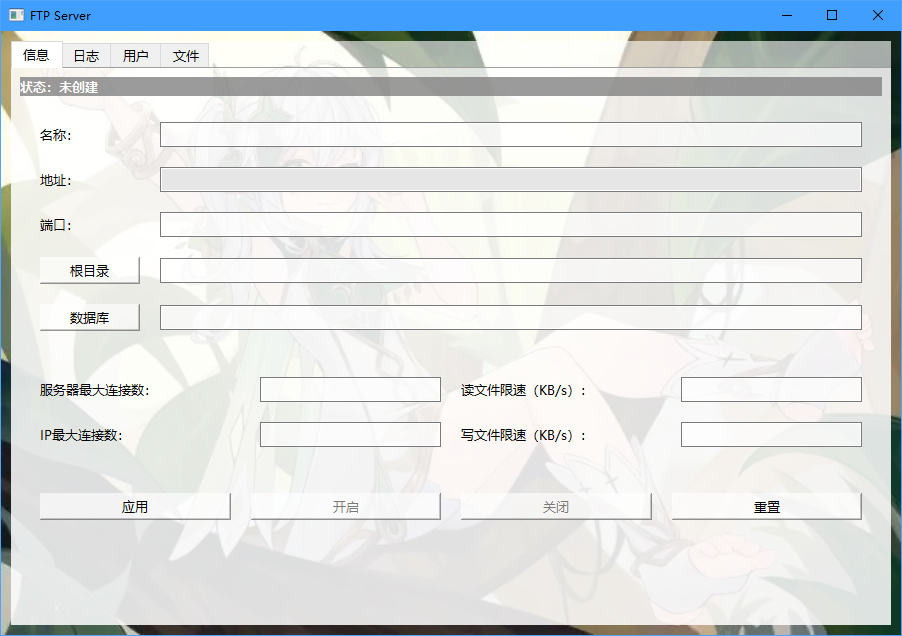 FTP Server
信息 日志 用户 文件
状态：未创建
名称：
地址：
端口：
根目录
数据库
服务器最大连接数： 读文件限速（KB/s）：
IP最大连接数： 写文件限速（KB/s）：
应用 开启 关闭 重置